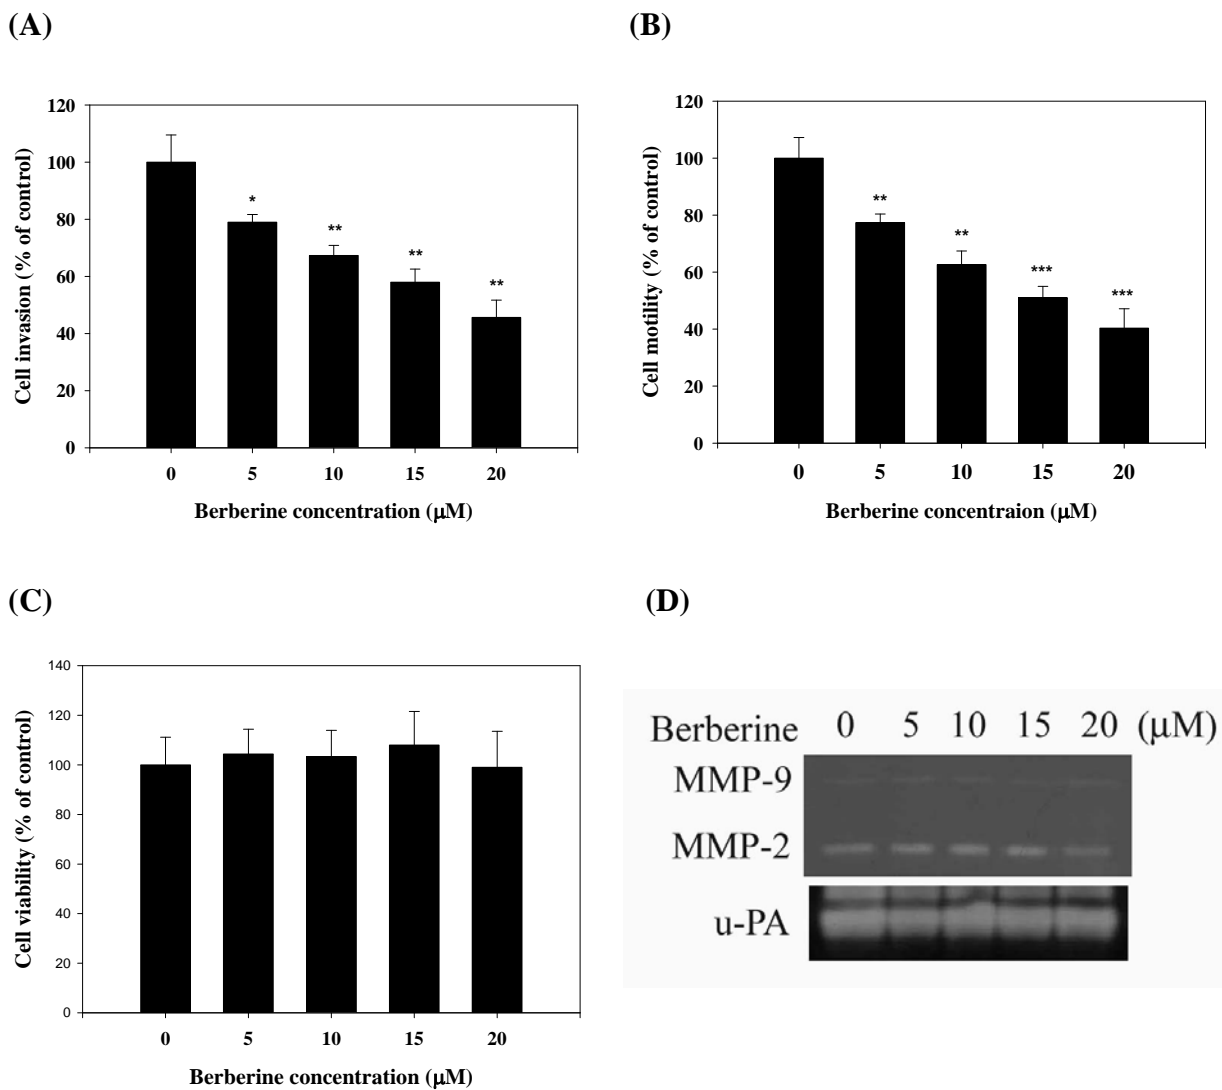 (A)
Cell invasion (% of control)
120
100
80
60
40
20
0
*
**
**
**
0 5 10 15 20
Berberine concentration (μM)
(B)
Cell motility (% of control)
120
100
80
60
40
20
0
**
**
***
***
0 5 10 15 20
Berberine concentraion (μM)
(C)
Cell viability (% of control)
140
120
100
80
60
40
20
0
0 5 10 15 20
Berberine concentration (μM)
(D)
Berberine 0 5 10 15 20 (μM)
MMP-9
MMP-2
u-PA